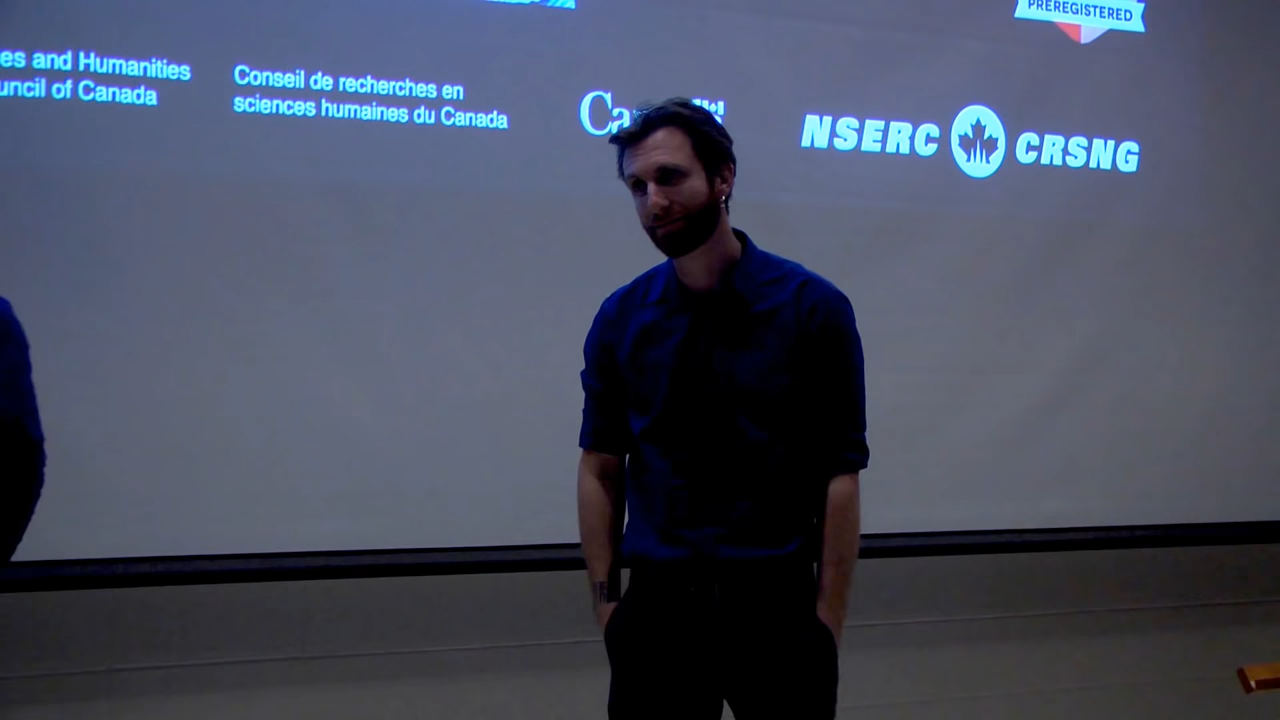 PREREGISTERED
es and Humanities
uncil of Canada
Conseil de recherches en
sciences humaines du Canada
NSERC CRSNG